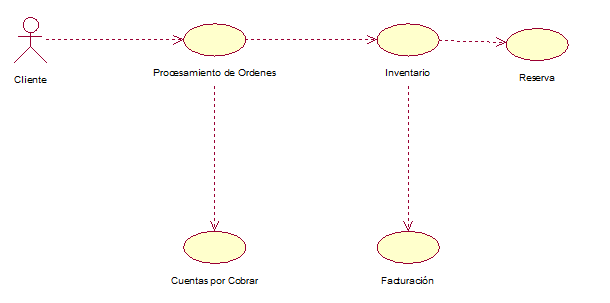 Cliente
Procesamiento de Ordenes
Inventario
Reserva
Cuentas por Cobrar
Facturación